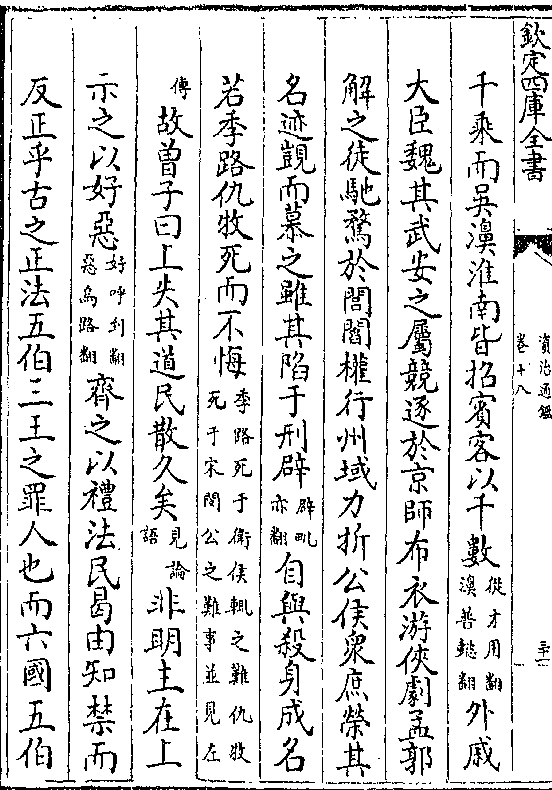 欽定四庫全書
資治通鑑
卷十八
三十一
千乘而吳濞淮南皆招賓客以千數從才用翻濞普懿翻外戚
大臣魏其武安之屬競逐於京師布衣游俠劇孟郭
解之徒馳騖於閭閻權行州域力折公侯衆庶榮其
名迹覬而慕之雖其陷于刑辟辟毗亦翻自與殺身成名
若季路仇牧死而不悔季路死于衛侯輒之難仇牧死于宋閔公之難事並見左
傳故曾子曰上失其道民散久矣見論語非明主在上
示之以好惡好呼到翻惡烏路翻齊之以禮法民曷由知禁而
反正乎古之正法五伯三王之罪人也而六國五伯